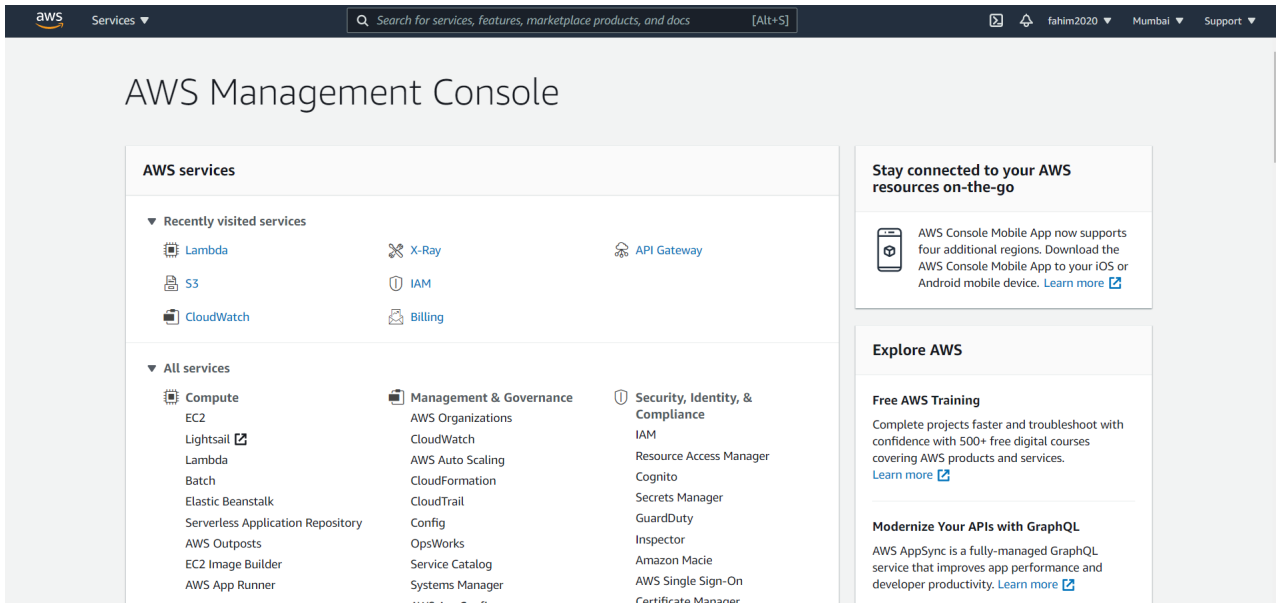 aws Services ▼ Search for services, features, marketplace products, and docs [Alt+S] fahim2020 ▼ Mumbai ▼ Support ▼
AWS Management Console
AWS services
▼ Recently visited services
Lambda
X-Ray
API Gateway
S3
IAM
CloudWatch
Billing
▼ All services
Compute
EC2
Lightsail
Lambda
Batch
Elastic Beanstalk
Serverless Application Repository
AWS Outposts
EC2 Image Builder
AWS App Runner
Management & Governance
AWS Organizations
CloudWatch
AWS Auto Scaling
CloudFormation
CloudTrail
Config
OpsWorks
Service Catalog
Systems Manager
Security, Identity, &
Compliance
IAM
Resource Access Manager
Cognito
Secrets Manager
GuardDuty
Inspector
Amazon Macie
AWS Single Sign-On
Certificate Manager
Stay connected to your AWS
resources on-the-go
AWS Console Mobile App now supports
four additional regions. Download the
AWS Console Mobile App to your iOS or
Android mobile device. Learn more
Explore AWS
Free AWS Training
Complete projects faster and troubleshoot with
confidence with 500+ free digital courses
covering AWS products and services.
Learn more
Modernize Your APIs with GraphQL
AWS AppSync is a fully-managed GraphQL
service that improves app performance and
developer productivity. Learn more